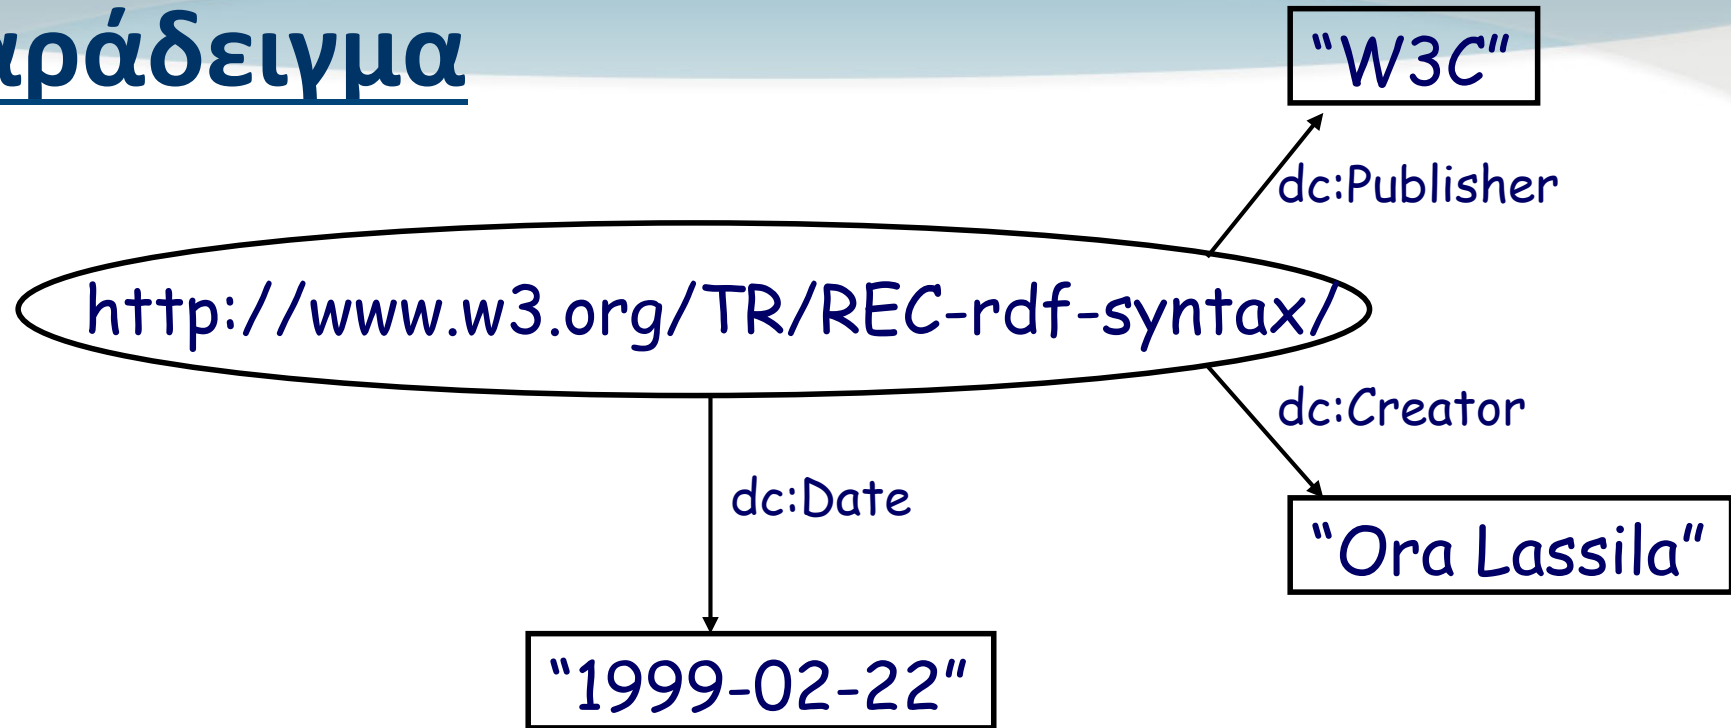 αράδειγμα
"W3C"
dc:Publisher
http://www.w3.org/TR/REC-rdf-syntax/
dc:Creator
dc:Date
"Ora Lassila"
"1999-02-22"